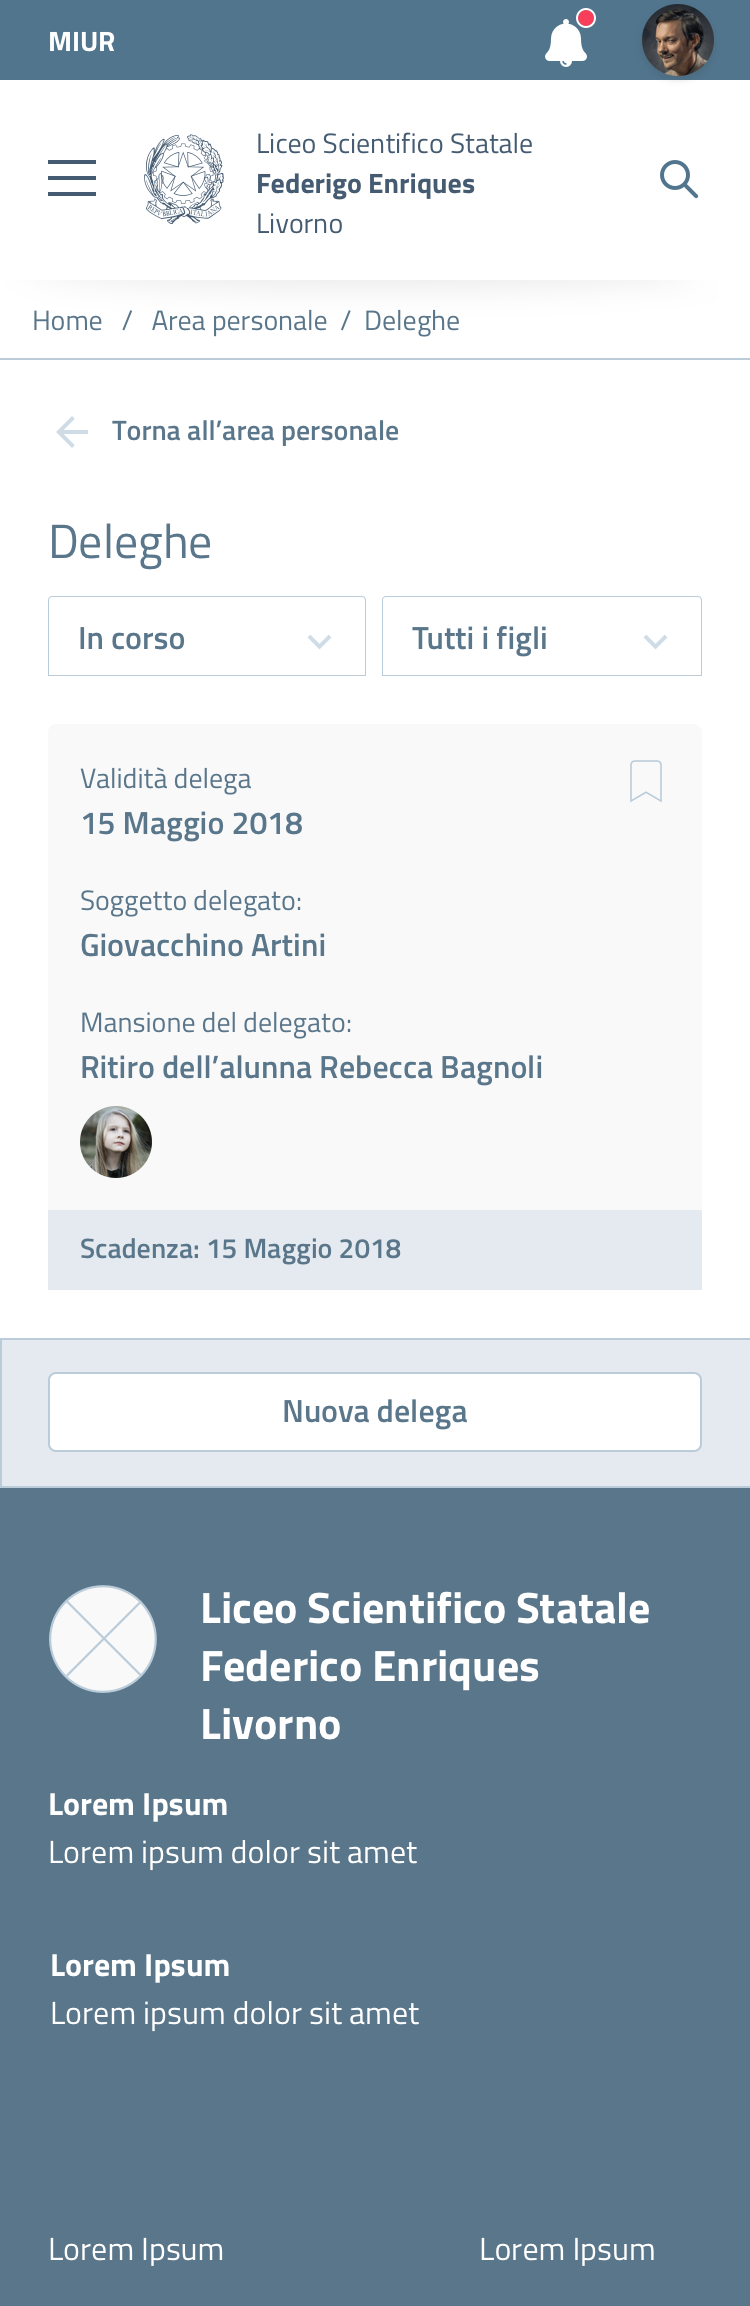 MIUR
Liceo Scientifico Statale
Federigo Enriques
Livorno
REPVBBLICA ITALIANA
Home / Area personale / Deleghe
Torna all’area personale
Deleghe
In corso
Tutti i figli
Validità delega
15 Maggio 2018
Soggetto delegato:
Giovacchino Artini
Mansione del delegato:
Ritiro dell’alunna Rebecca Bagnoli
Scadenza: 15 Maggio 2018
Nuova delega
Liceo Scientifico Statale
Federico Enriques
Livorno
Lorem Ipsum
Lorem ipsum dolor sit amet
Lorem Ipsum
Lorem ipsum dolor sit amet
Lorem Ipsum
Lorem Ipsum